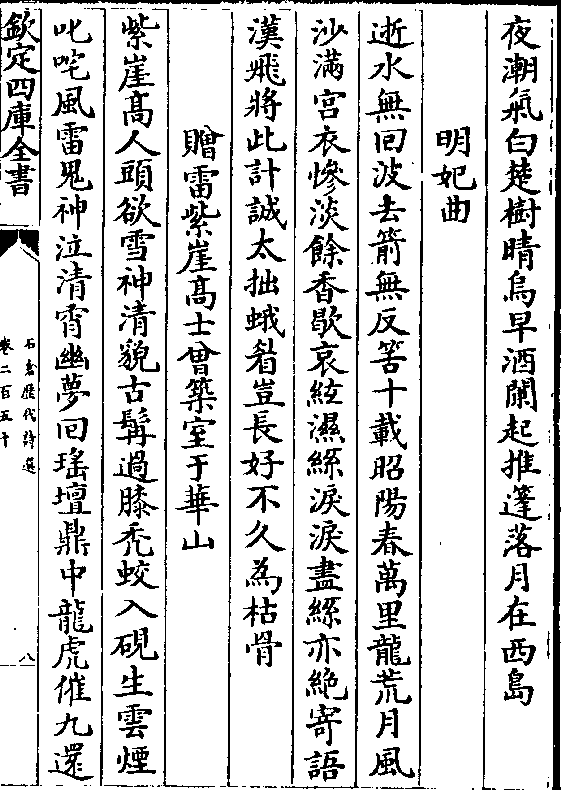 夜潮氣白楚樹晴烏早酒闌起推篷落月在西島
明妃曲
逝水無回波去箭無反筈十載昭陽春萬里龍荒月風
沙滿宫衣慘淡餘香歇哀絃濕絲淚淚盡絲亦絶寄語
漢飛將此計誠太拙蛾眉豈長好不久為枯骨
贈雷紫崖髙士曾築室于華山
紫崖髙人頭欲雪神清貌古髯過膝秃蛟入硯生雲煙
叱咤風雷鬼神泣清宵幽夢回瑤壇鼎中龍虎催九還
欽定四庫全書
石倉歴代詩選
卷二百五十
八